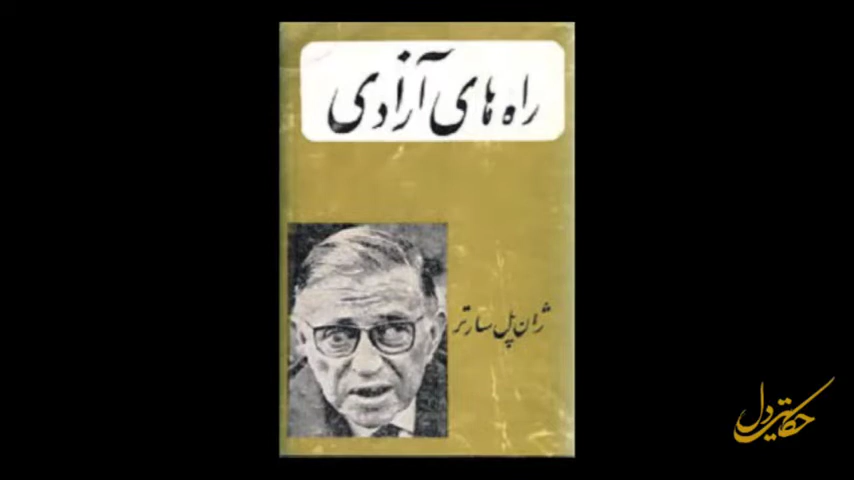 راه های آزادی
ژان پل سارتر
حکایت دل